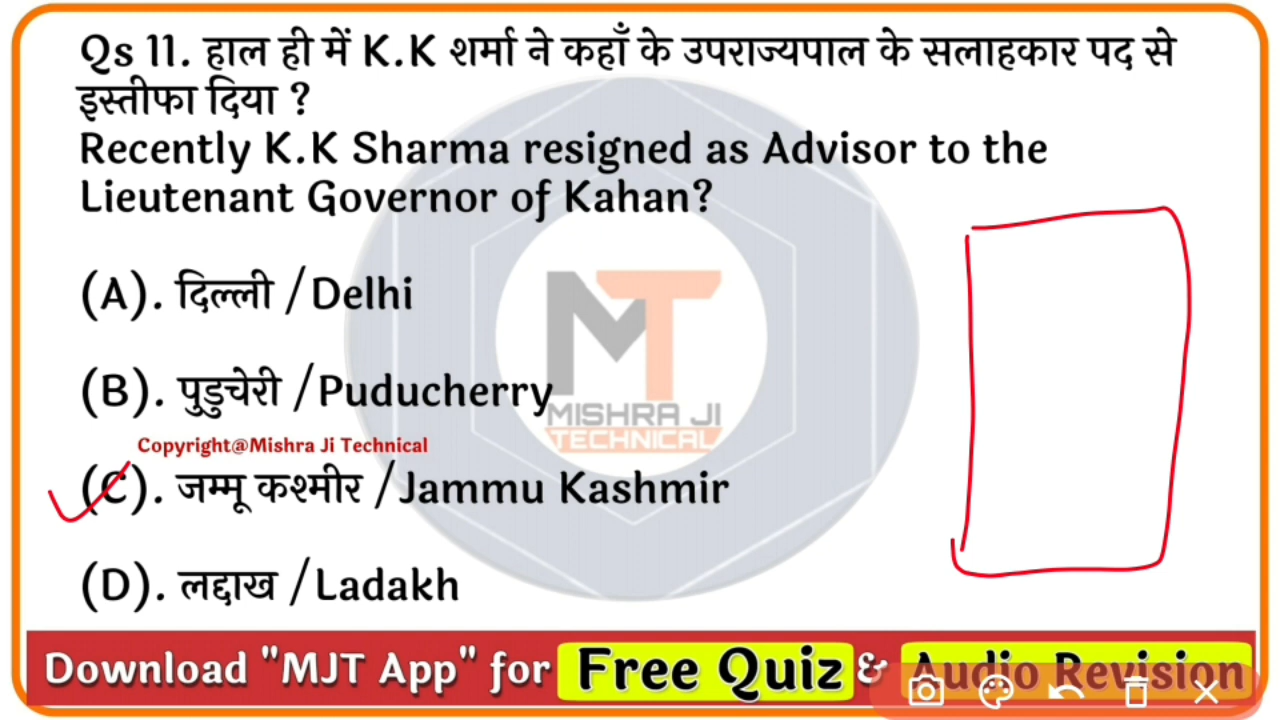 Qs 11. हाल ही में K.K शर्मा ने कहाँ के उपराज्यपाल के सलाहकार पद से
इस्तीफा दिया ?
Recently K.K Sharma resigned as Advisor to the
Lieutenant Governor of Kahan?
(A). दिल्ली / Delhi
(B). पुडुचेरी / Puducherry
MISHRA JI
TECHNICAL
Copyright@Mishra Ji Technical
(C). जम्मू कश्मीर / Jammu Kashmir
(D). लद्दाख / Ladakh
Download "MJT App" for Free Quiz & Audio Revision